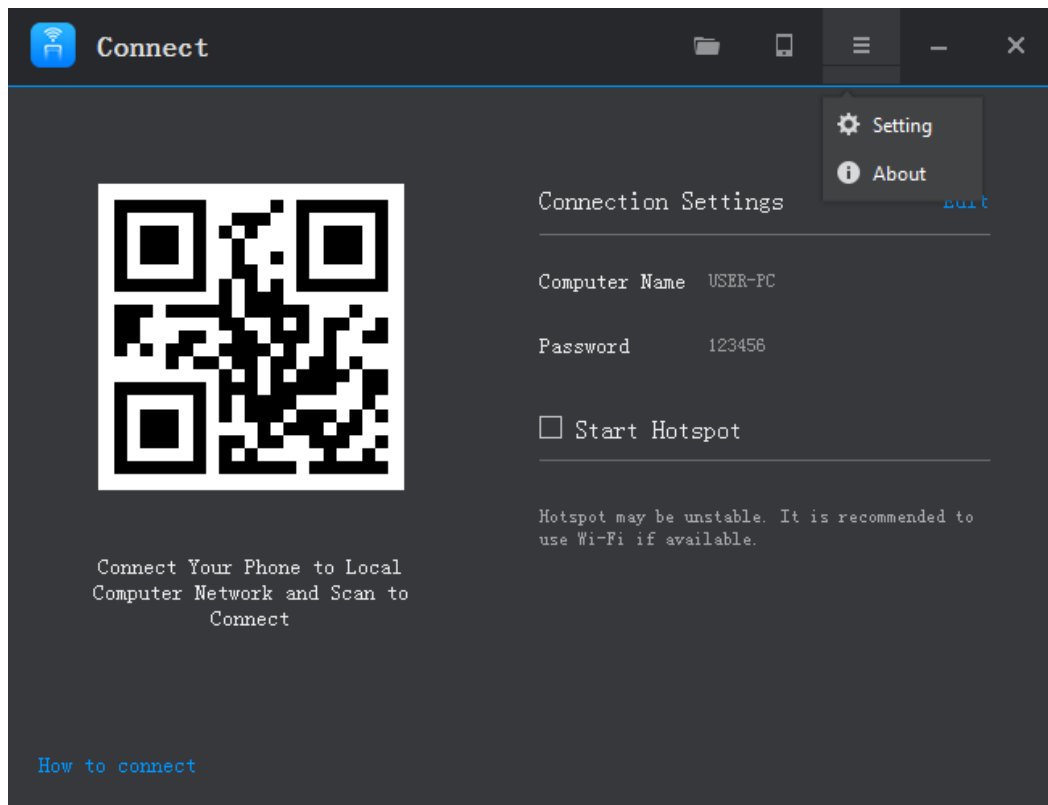 Connect
Setting
About
Connection Settings
Edit
Computer Name USER-PC
Password 123456
Start Hotspot
Hotspot may be unstable. It is recommended to
use Wi-Fi if available.
Connect Your Phone to Local
Computer Network and Scan to
Connect
How to connect